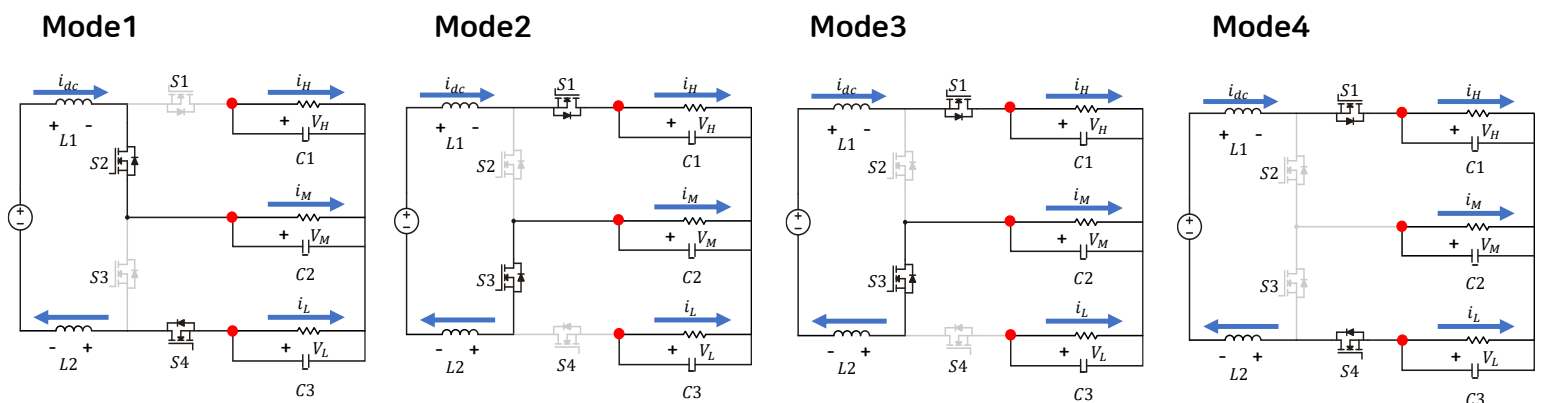 Mode1 Mode2 Mode3 Mode4
i_dc S1 i_H i_dc S1 i_H i_dc S1 i_H i_dc S1 i_H
+ - + V_H + - + V_H + - + V_H + - + V_H
L1 C1 L1 C1 L1 C1 L1 C1
S2 S2 S2 S2
i_M i_M i_M i_M
+ V_M + V_M + V_M + V_M
+ - + - + - + -
S3 C2 S3 C2 S3 C2 S3 C2
i_L i_L i_L i_L
- + + V_L - + + V_L - + + V_L - + + V_L
L2 S4 L2 S4 L2 S4 L2 S4
C3 C3 C3 C3